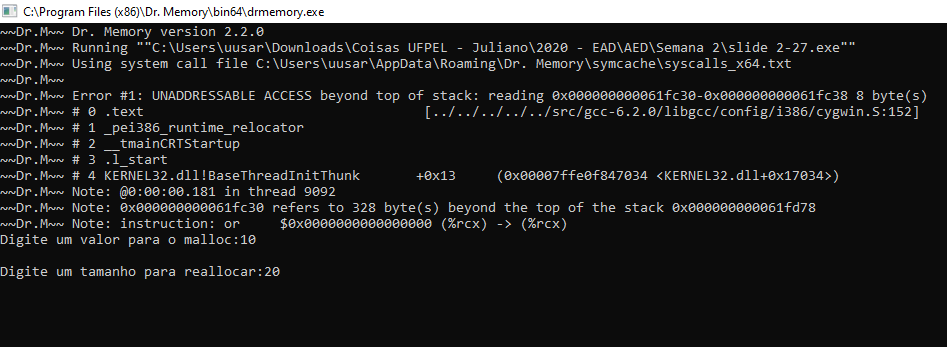 C:\Program Files (x86)\Dr. Memory\bin64\drmemory.exe
~~Dr.M~~ Dr. Memory version 2.2.0
~~Dr.M~~ Running ""C:\Users\uusar\Downloads\Coisas UFPEL - Juliano\2020 - EAD\AED\Semana 2\slide 2-27.exe""
~~Dr.M~~ Using system call file C:\Users\uusar\AppData\Roaming\Dr. Memory\symcache\syscalls_x64.txt
~~Dr.M~~
~~Dr.M~~ Error #1: UNADDRESSABLE ACCESS beyond top of stack: reading 0x000000000061fc30-0x000000000061fc38 8 byte(s)
~~Dr.M~~ # 0 .text [../../../../../src/gcc-6.2.0/libgcc/config/i386/cygwin.S:152]
~~Dr.M~~ # 1 _pei386_runtime_relocator
~~Dr.M~~ # 2 __tmainCRTStartup
~~Dr.M~~ # 3 .l_start
~~Dr.M~~ # 4 KERNEL32.dll!BaseThreadInitThunk +0x13 (0x00007ffe0f847034 <KERNEL32.dll+0x17034>)
~~Dr.M~~ Note: @0:00:00.181 in thread 9092
~~Dr.M~~ Note: 0x000000000061fc30 refers to 328 byte(s) beyond the top of the stack 0x000000000061fd78
~~Dr.M~~ Note: instruction: or $0x0000000000000000 (%rcx) -> (%rcx)
Digite um valor para o malloc:10
Digite um tamanho para reallocar:20